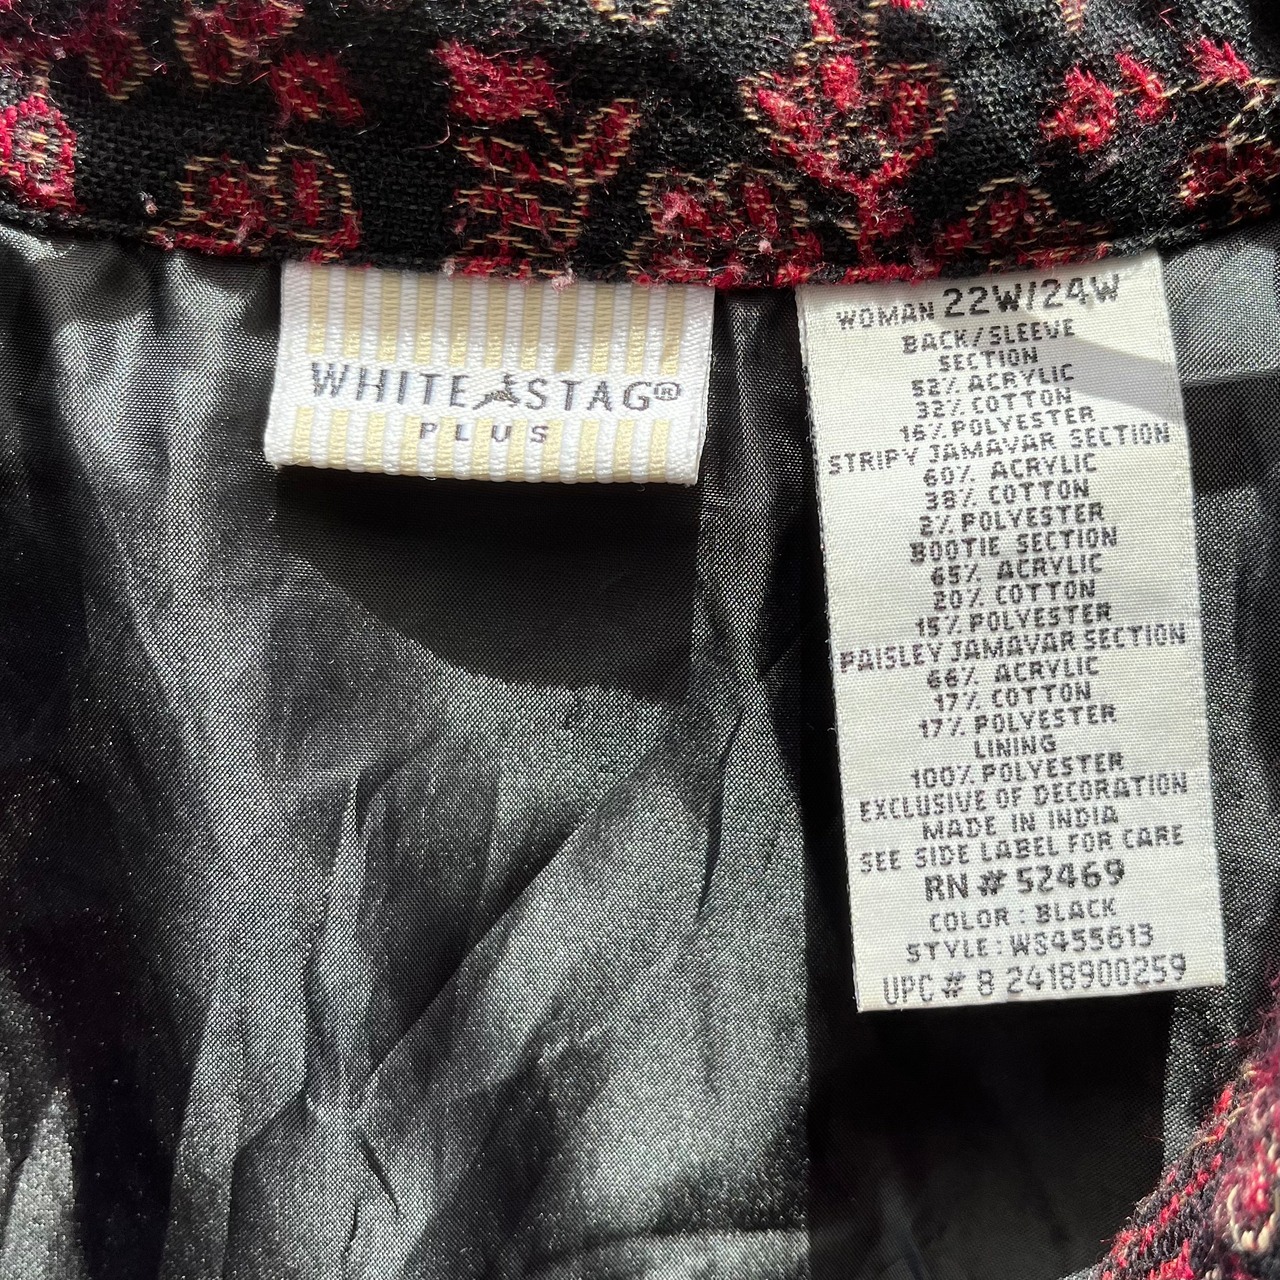 WHITE STAG®
PLUS
WOMAN 22W/24W
BACK/SLEEVE
SECTION
52% ACRYLIC
32% COTTON
16% POLYESTER
STRIPY JAMAVAR SECTION
60% ACRYLIC
38% COTTON
2% POLYESTER
BOOTIE SECTION
65% ACRYLIC
20% COTTON
15% POLYESTER
PAISLEY JAMAVAR SECTION
66% ACRYLIC
17% COTTON
17% POLYESTER
LINING
100% POLYESTER
EXCLUSIVE OF DECORATION
MADE IN INDIA
SEE SIDE LABEL FOR CARE
RN # 52469
COLOR : BLACK
STYLE : WS455613
UPC # 8 2418900259